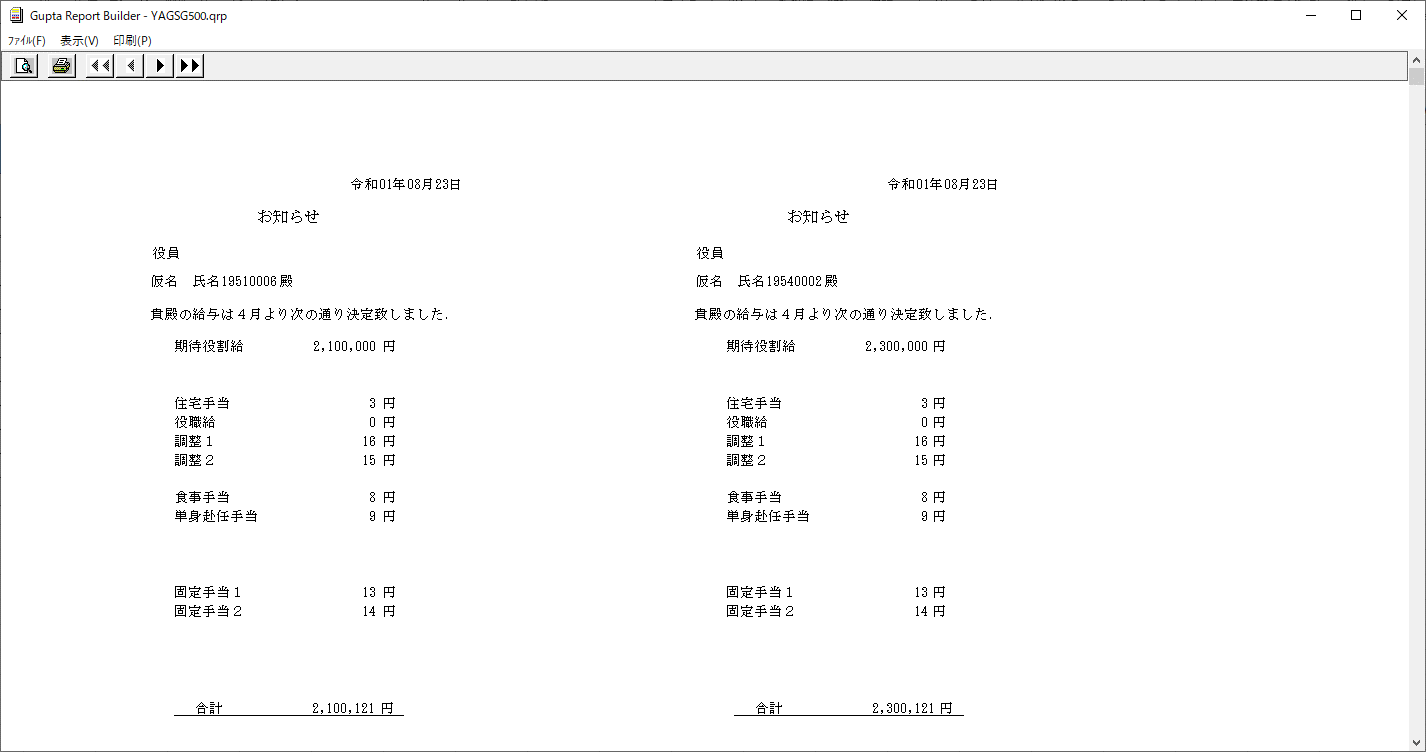 Gupta Report Builder - YAGSG500.qrp
ﾌｧｲﾙ(F) 表示(V) 印刷(P)
令和01年08月23日
お知らせ
役員
仮名　氏名19510006殿
貴殿の給与は４月より次の通り決定致しました.
期待役割給 2,100,000 円
住宅手当 3 円
役職給 0 円
調整１ 16 円
調整２ 15 円
食事手当 8 円
単身赴任手当 9 円
固定手当１ 13 円
固定手当２ 14 円
合計 2,100,121 円
令和01年08月23日
お知らせ
役員
仮名　氏名19540002殿
貴殿の給与は４月より次の通り決定致しました.
期待役割給 2,300,000 円
住宅手当 3 円
役職給 0 円
調整１ 16 円
調整２ 15 円
食事手当 8 円
単身赴任手当 9 円
固定手当１ 13 円
固定手当２ 14 円
合計 2,300,121 円